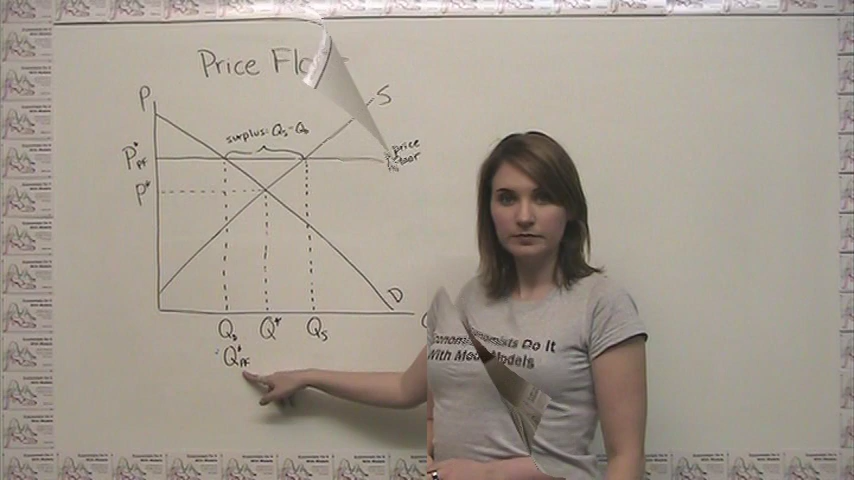 Price Flo
P
S
surplus=Qs-QD
P*PF
price
floor
P*
D
QD Q* Qs
Q*PF
Economists Do It
With Models